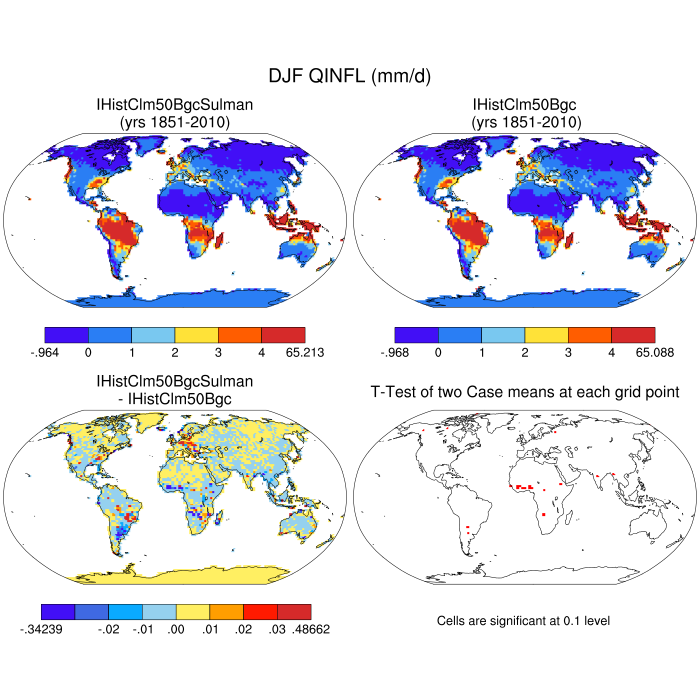 DJF QINFL (mm/d)
IHistClm50BgcSulman
(yrs 1851-2010)
IHistClm50Bgc
(yrs 1851-2010)
-.964 0 1 2 3 4 65.213
-.968 0 1 2 3 4 65.088
IHistClm50BgcSulman
- IHistClm50Bgc
T-Test of two Case means at each grid point
-.34239 -.02 -.01 .00 .01 .02 .03 .48662
Cells are significant at 0.1 level